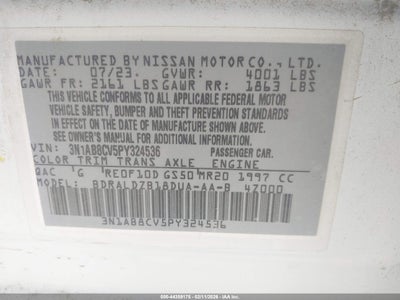 MANUFACTURED BY NISSAN MOTOR CO., LTD.
DATE: 07/23. GVWR: 4001 LBS
GAWR FR: 2161 LBS GAWR RR: 1863 LBS
THIS VEHICLE CONFORMS TO ALL APPLICABLE FEDERAL MOTOR
VEHICLE SAFETY, BUMPER AND THEFT PREVENTION STANDARDS
IN EFFECT ON THE DATE OF MANUFACTURE SHOWN ABOVE.
SEE OWNER'S MANUAL FOR ADDITIONAL INFORMATION.
VIN: 3N1AB8CV5PY324536 PASSENGER CAR.
COLOR TRIM TRANS AXLE ENGINE
QAC G RE0F10D GS50 MR20 1997 CC
MODEL: BDRALDZB18DUA-AA-B 47000
3N1AB8CV5PY324536